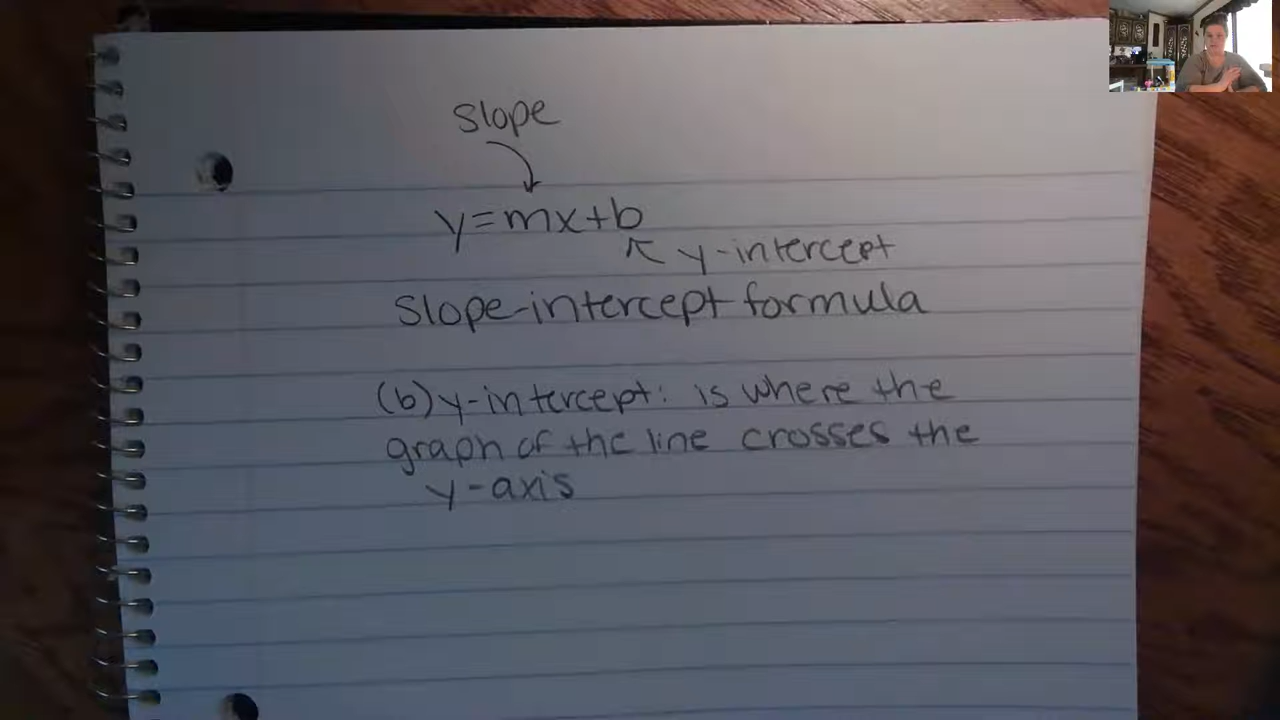 slope
y=mx+b
y-intercept
slope-intercept formula
(b) y-intercept: is where the
graph of the line crosses the
y-axis